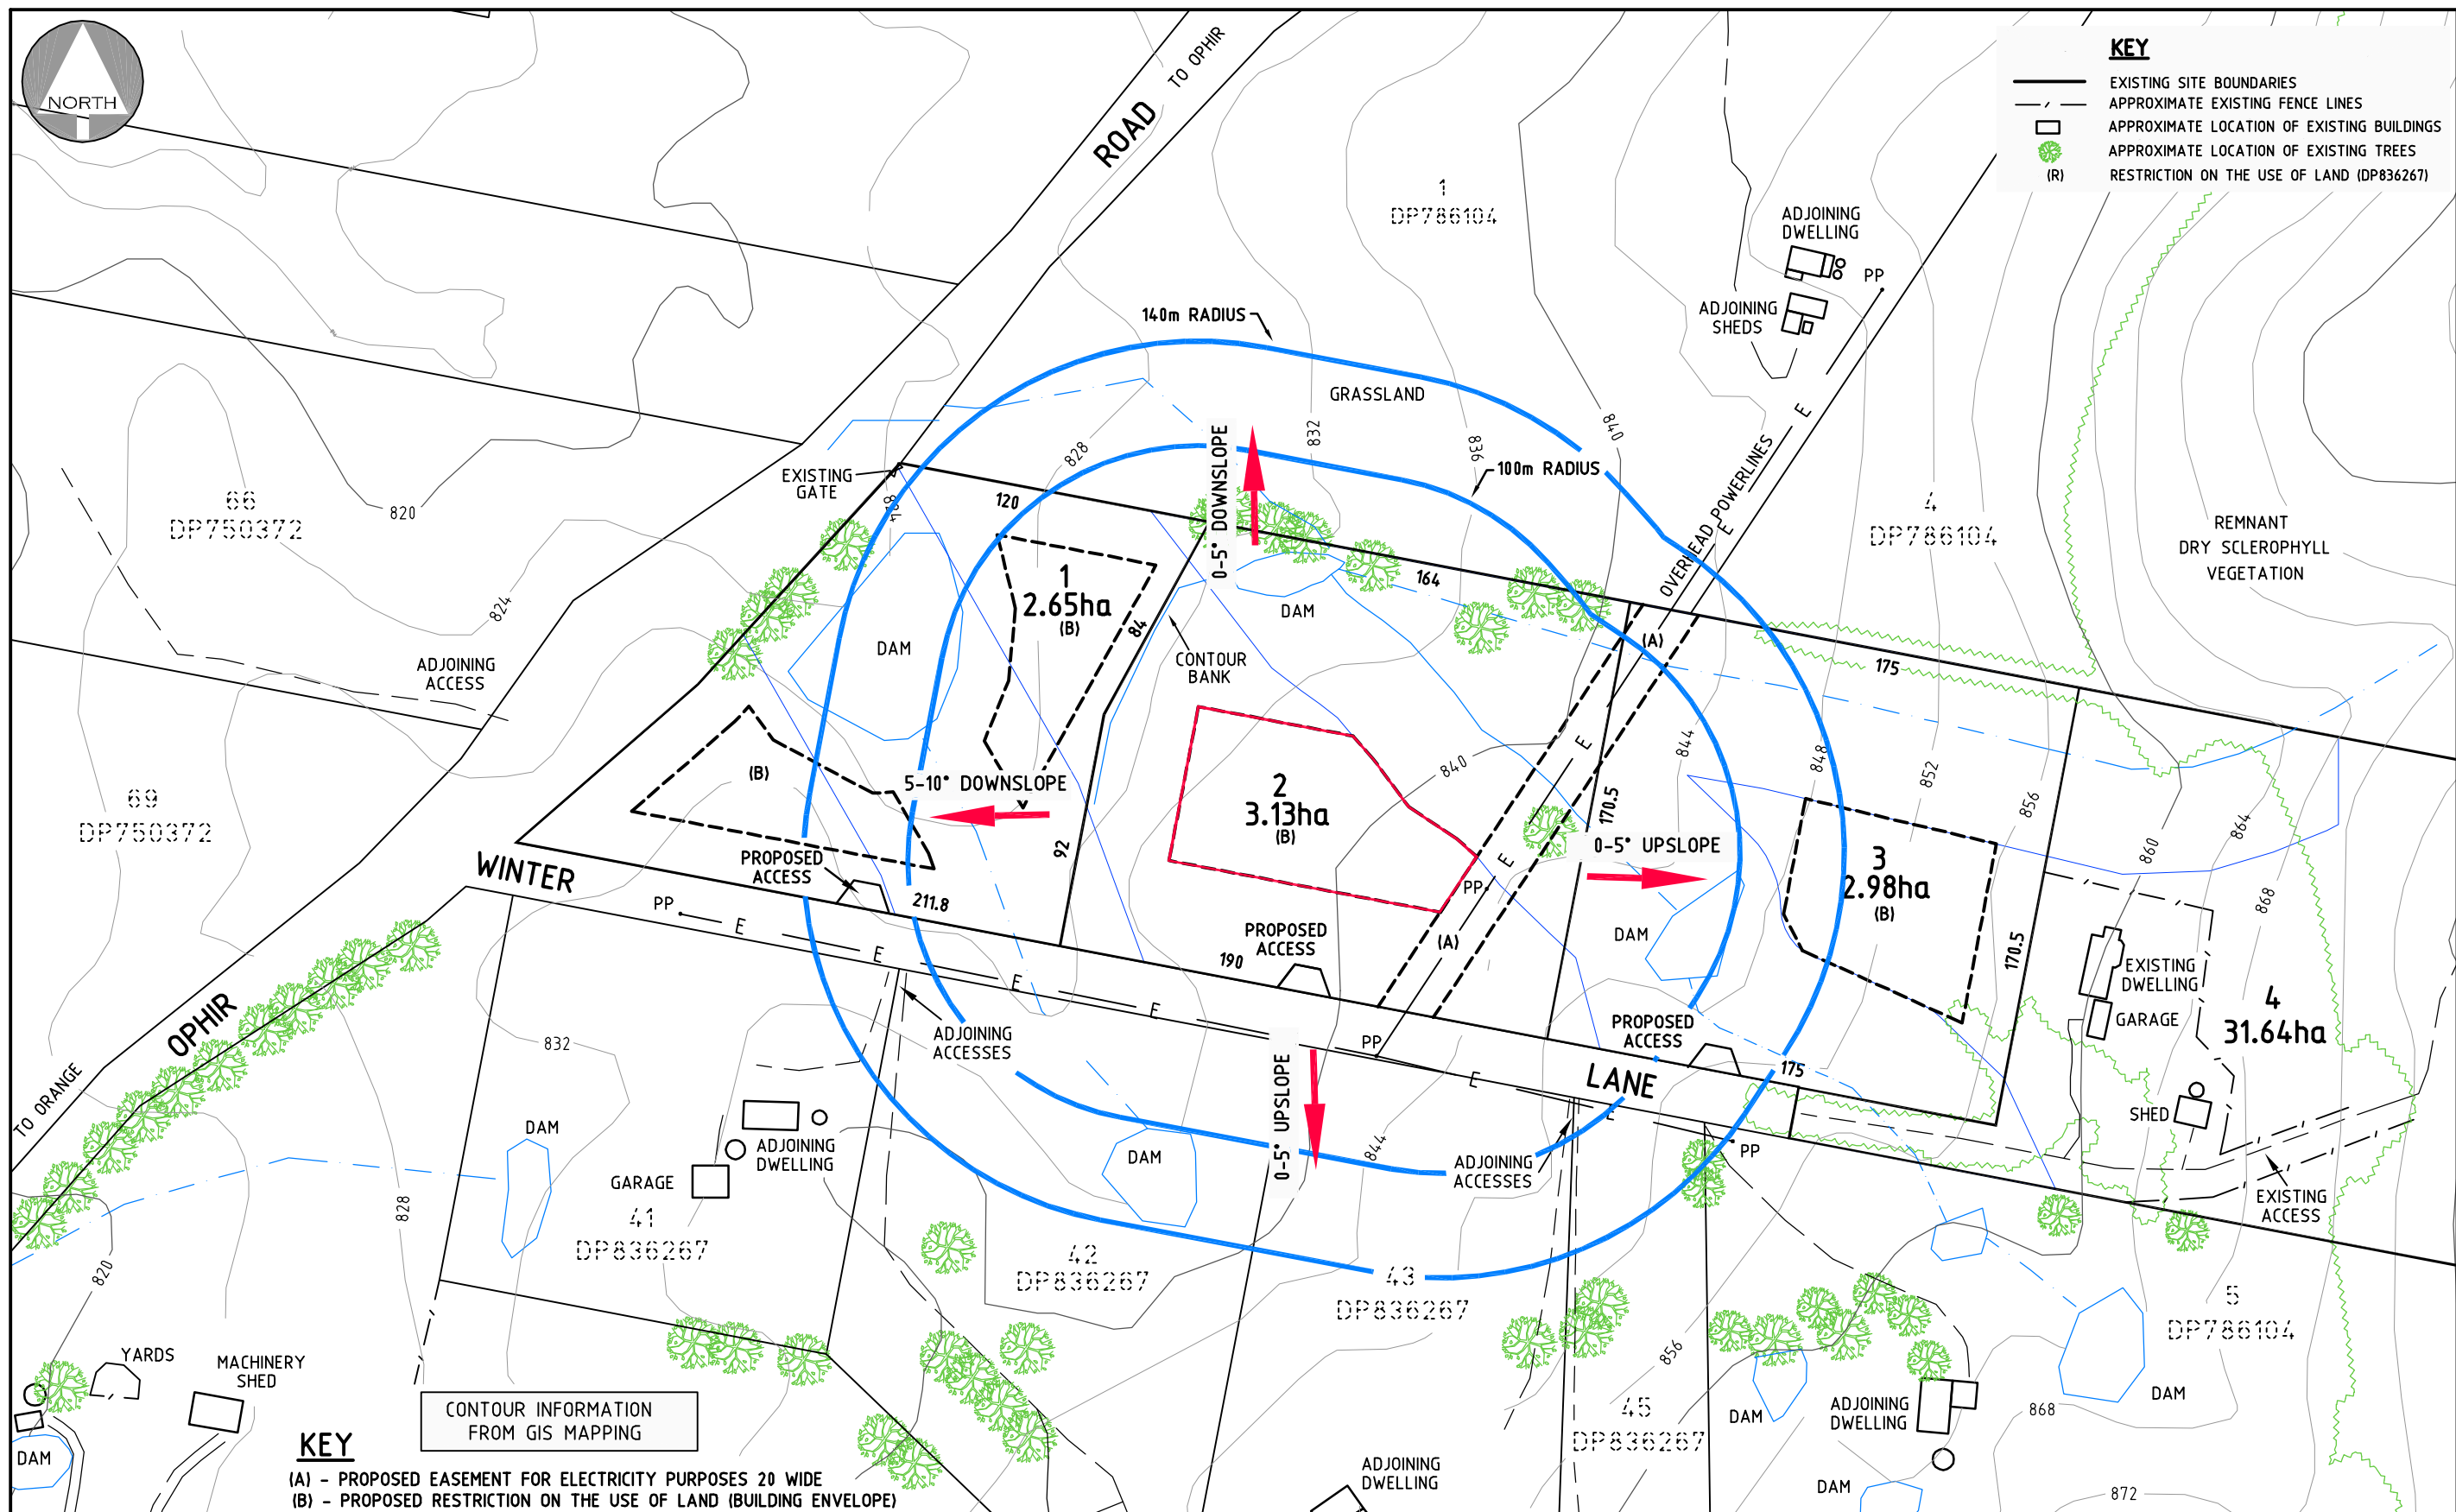 NORTH
ROAD
TO OPHIR
KEY
EXISTING SITE BOUNDARIES
APPROXIMATE EXISTING FENCE LINES
APPROXIMATE LOCATION OF EXISTING BUILDINGS
APPROXIMATE LOCATION OF EXISTING TREES
(R) RESTRICTION ON THE USE OF LAND (DP836267)
1
DP786104
ADJOINING
DWELLING
PP
ADJOINING
SHEDS
140m RADIUS
GRASSLAND
832
836
840
828
100m RADIUS
EXISTING
GATE
824
120
0-5° DOWNSLOPE
OVERHEAD POWERLINES
E
E
4
DP786104
REMNANT
DRY SCLEROPHYLL
VEGETATION
66
DP750372
820
824
1
2.65ha
(B)
84
DAM
DAM
164
(A)
CONTOUR
BANK
175
ADJOINING
ACCESS
69
DP750372
(B)
5-10° DOWNSLOPE
92
2
3.13ha
(B)
840
E
844
848
852
856
860
864
868
170.5
0-5° UPSLOPE
3
2.98ha
(B)
E
PP
WINTER
PROPOSED
ACCESS
211.8
PP
E
E
E
E
190
PROPOSED
ACCESS
(A)
DAM
170.5
EXISTING
DWELLING
GARAGE
4
31.64ha
OPHIR
TO ORANGE
832
ADJOINING
ACCESSES
0-5° UPSLOPE
PP
E
LANE
PROPOSED
ACCESS
175
E
PP
SHED
EXISTING
ACCESS
DAM
ADJOINING
DWELLING
GARAGE
DAM
844
ADJOINING
ACCESSES
828
820
41
DP836267
42
DP836267
43
DP836267
5
DP786104
YARDS
MACHINERY
SHED
CONTOUR INFORMATION
FROM GIS MAPPING
856
45
DP836267
DAM
ADJOINING
DWELLING
868
DAM
DAM
KEY
(A) - PROPOSED EASEMENT FOR ELECTRICITY PURPOSES 20 WIDE
(B) - PROPOSED RESTRICTION ON THE USE OF LAND (BUILDING ENVELOPE)
ADJOINING
DWELLING
DAM
872